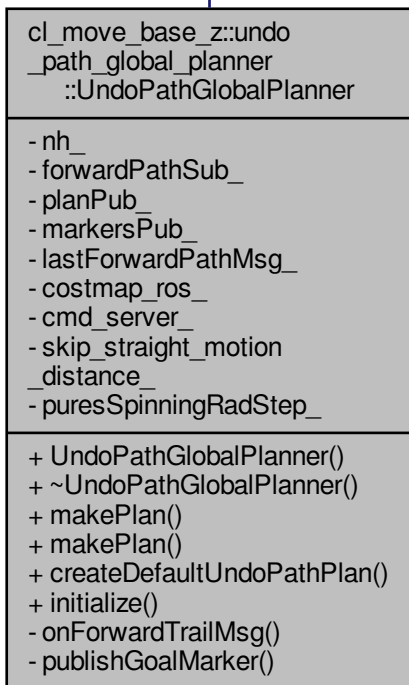 cl_move_base_z::undo
_path_global_planner
::UndoPathGlobalPlanner
- nh_
- forwardPathSub_
- planPub_
- markersPub_
- lastForwardPathMsg_
- costmap_ros_
- cmd_server_
- skip_straight_motion
_distance_
- puresSpinningRadStep_
+ UndoPathGlobalPlanner()
+ ~UndoPathGlobalPlanner()
+ makePlan()
+ makePlan()
+ createDefaultUndoPathPlan()
+ initialize()
- onForwardTrailMsg()
- publishGoalMarker()